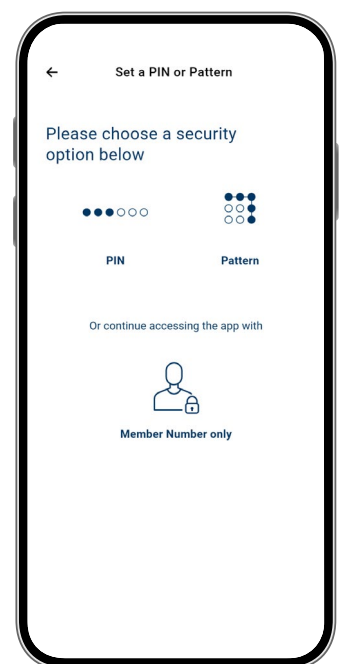 Set a PIN or Pattern
Please choose a security
option below
PIN
Pattern
Or continue accessing the app with
Member Number only